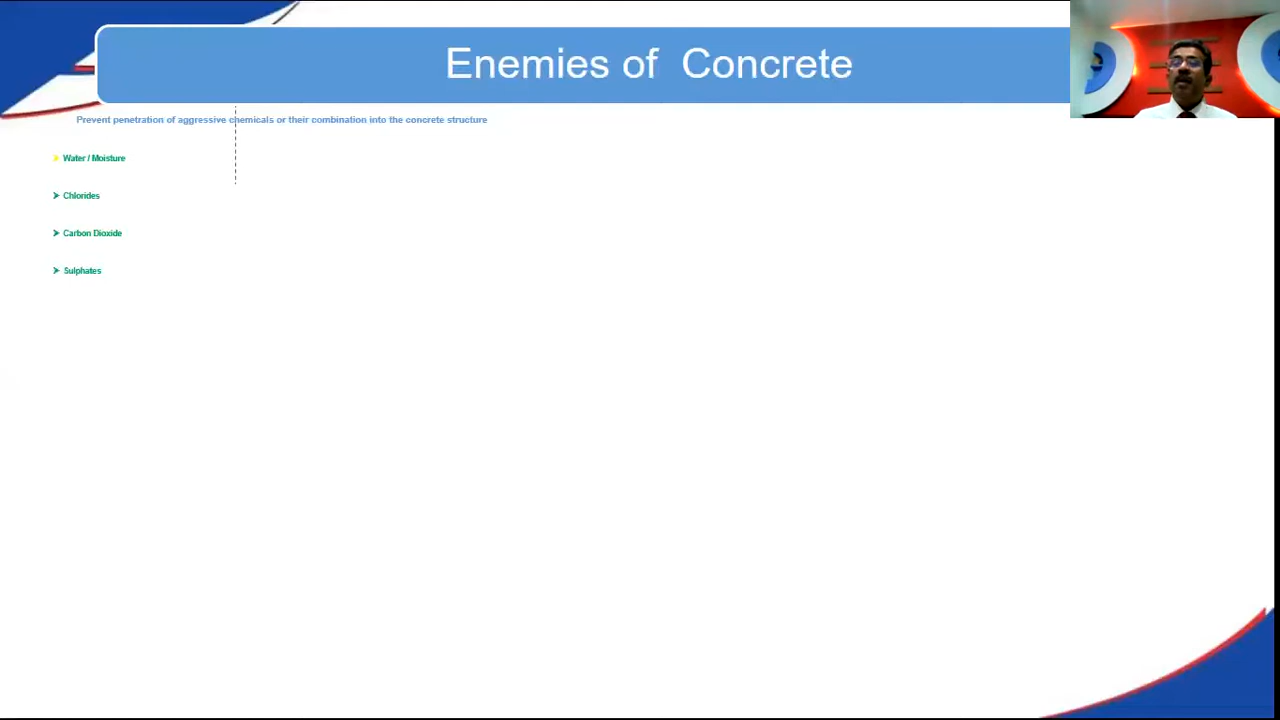 Enemies of Concrete
Prevent penetration of aggressive chemicals or their combination into the concrete structure
Water / Moisture
Chlorides
Carbon Dioxide
Sulphates